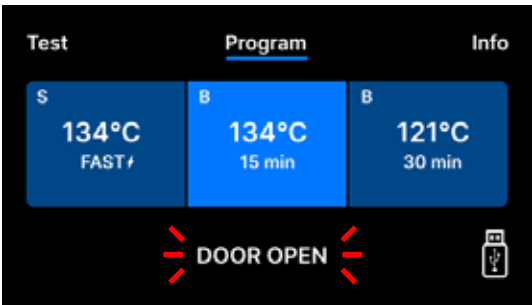 Test Program Info
S B B
134°C 134°C 121°C
FAST⚡ 15 min 30 min
DOOR OPEN